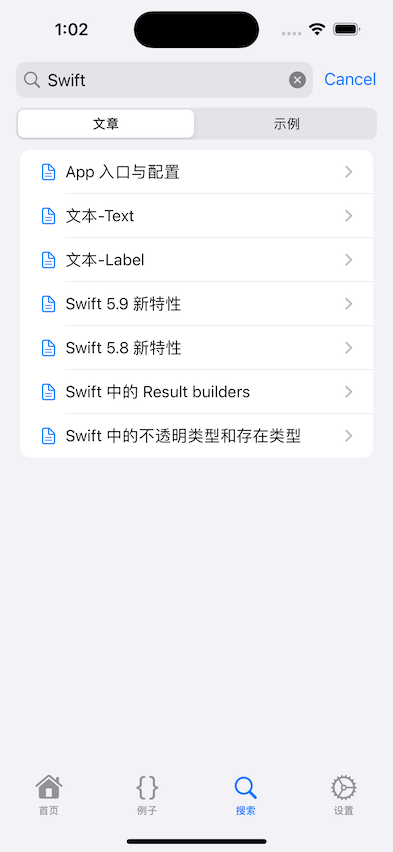 1:02
Swift
Cancel
文章
示例
App 入口与配置
文本-Text
文本-Label
Swift 5.9 新特性
Swift 5.8 新特性
Swift 中的 Result builders
Swift 中的不透明类型和存在类型
首页
例子
搜索
设置